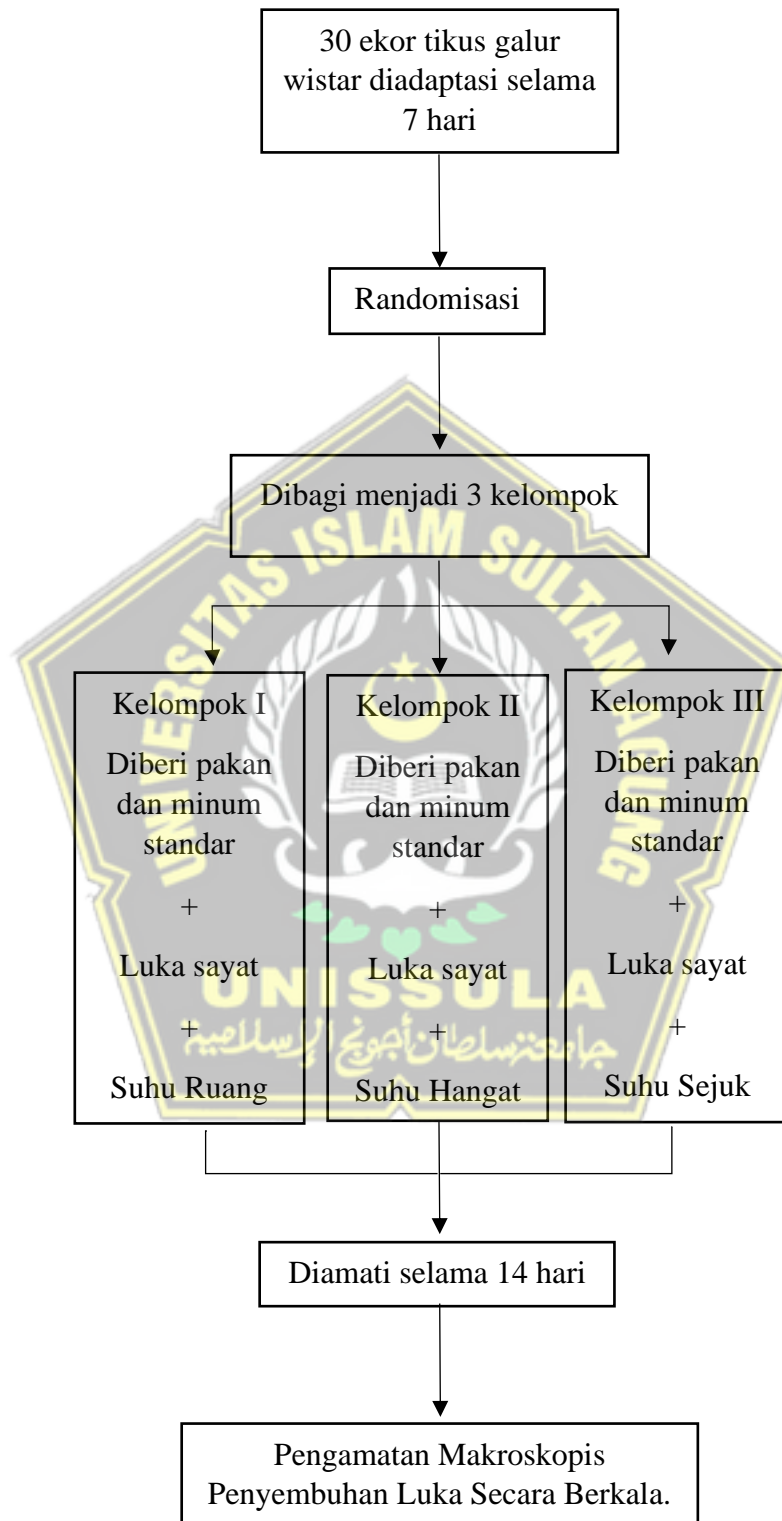 30 ekor tikus galur
wistar diadaptasi selama
7 hari
Randomisasi
Dibagi menjadi 3 kelompok
UNIVERSITAS ISLAM SULTAN AGUNG
Kelompok I
Diberi pakan
dan minum
standar
+
Luka sayat
+
Suhu Ruang
Kelompok II
Diberi pakan
dan minum
standar
+
Luka sayat
+
Suhu Hangat
Kelompok III
Diberi pakan
dan minum
standar
+
Luka sayat
+
Suhu Sejuk
UNISSULA
جامعتسلطان أجونج الإسلامية
Diamati selama 14 hari
Pengamatan Makroskopis
Penyembuhan Luka Secara Berkala.